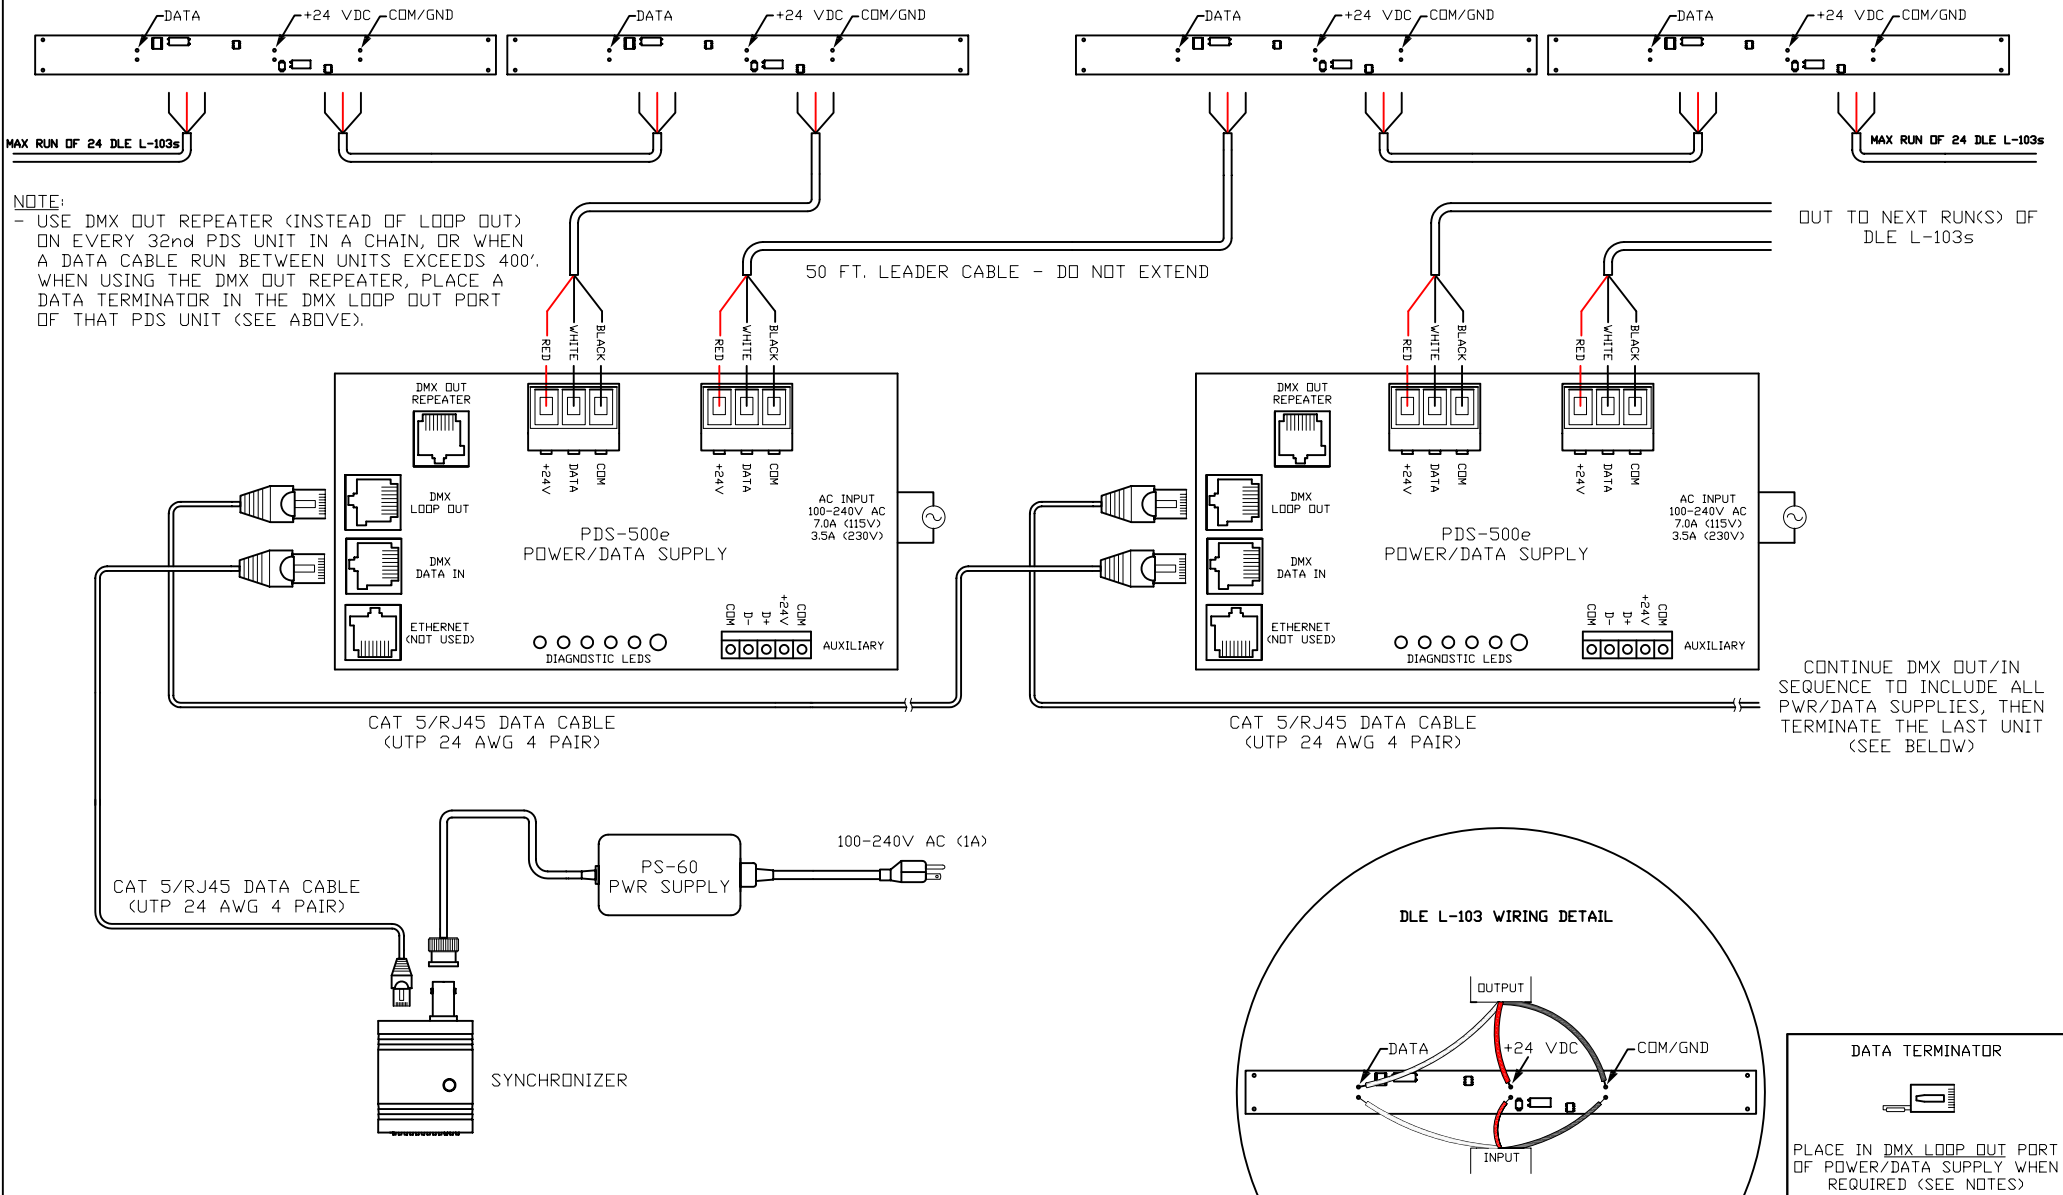 DATA
+24 VDC
COM/GND
DATA
+24 VDC
COM/GND
DATA
+24 VDC
COM/GND
DATA
+24 VDC
COM/GND
MAX RUN OF 24 DLE L-103s
MAX RUN OF 24 DLE L-103s
NOTE:
- USE DMX OUT REPEATER (INSTEAD OF LOOP OUT)
ON EVERY 32nd PDS UNIT IN A CHAIN, OR WHEN
A DATA CABLE RUN BETWEEN UNITS EXCEEDS 400'.
WHEN USING THE DMX OUT REPEATER, PLACE A
DATA TERMINATOR IN THE DMX LOOP OUT PORT
OF THAT PDS UNIT (SEE ABOVE).
50 FT. LEADER CABLE - DO NOT EXTEND
OUT TO NEXT RUN(S) OF
DLE L-103s
RED
WHITE
BLACK
RED
WHITE
BLACK
RED
WHITE
BLACK
RED
WHITE
BLACK
DMX OUT
REPEATER
+24V
DATA
COM
+24V
DATA
COM
DMX
LOOP OUT
AC INPUT
100-240V AC
7.0A (115V)
3.5A (230V)
PDS-500e
POWER/DATA SUPPLY
DMX
DATA IN
ETHERNET
(NOT USED)
DIAGNOSTIC LEDS
COM
D-
D+
+24V
COM
AUXILIARY
DMX OUT
REPEATER
+24V
DATA
COM
+24V
DATA
COM
DMX
LOOP OUT
AC INPUT
100-240V AC
7.0A (115V)
3.5A (230V)
PDS-500e
POWER/DATA SUPPLY
DMX
DATA IN
ETHERNET
(NOT USED)
DIAGNOSTIC LEDS
COM
D-
D+
+24V
COM
AUXILIARY
CAT 5/RJ45 DATA CABLE
(UTP 24 AWG 4 PAIR)
CAT 5/RJ45 DATA CABLE
(UTP 24 AWG 4 PAIR)
CONTINUE DMX OUT/IN
SEQUENCE TO INCLUDE ALL
PWR/DATA SUPPLIES, THEN
TERMINATE THE LAST UNIT
(SEE BELOW)
PS-60
PWR SUPPLY
100-240V AC (1A)
CAT 5/RJ45 DATA CABLE
(UTP 24 AWG 4 PAIR)
SYNCHRONIZER
DLE L-103 WIRING DETAIL
OUTPUT
DATA
+24 VDC
COM/GND
INPUT
DATA TERMINATOR
PLACE IN DMX LOOP OUT PORT
OF POWER/DATA SUPPLY WHEN
REQUIRED (SEE NOTES)